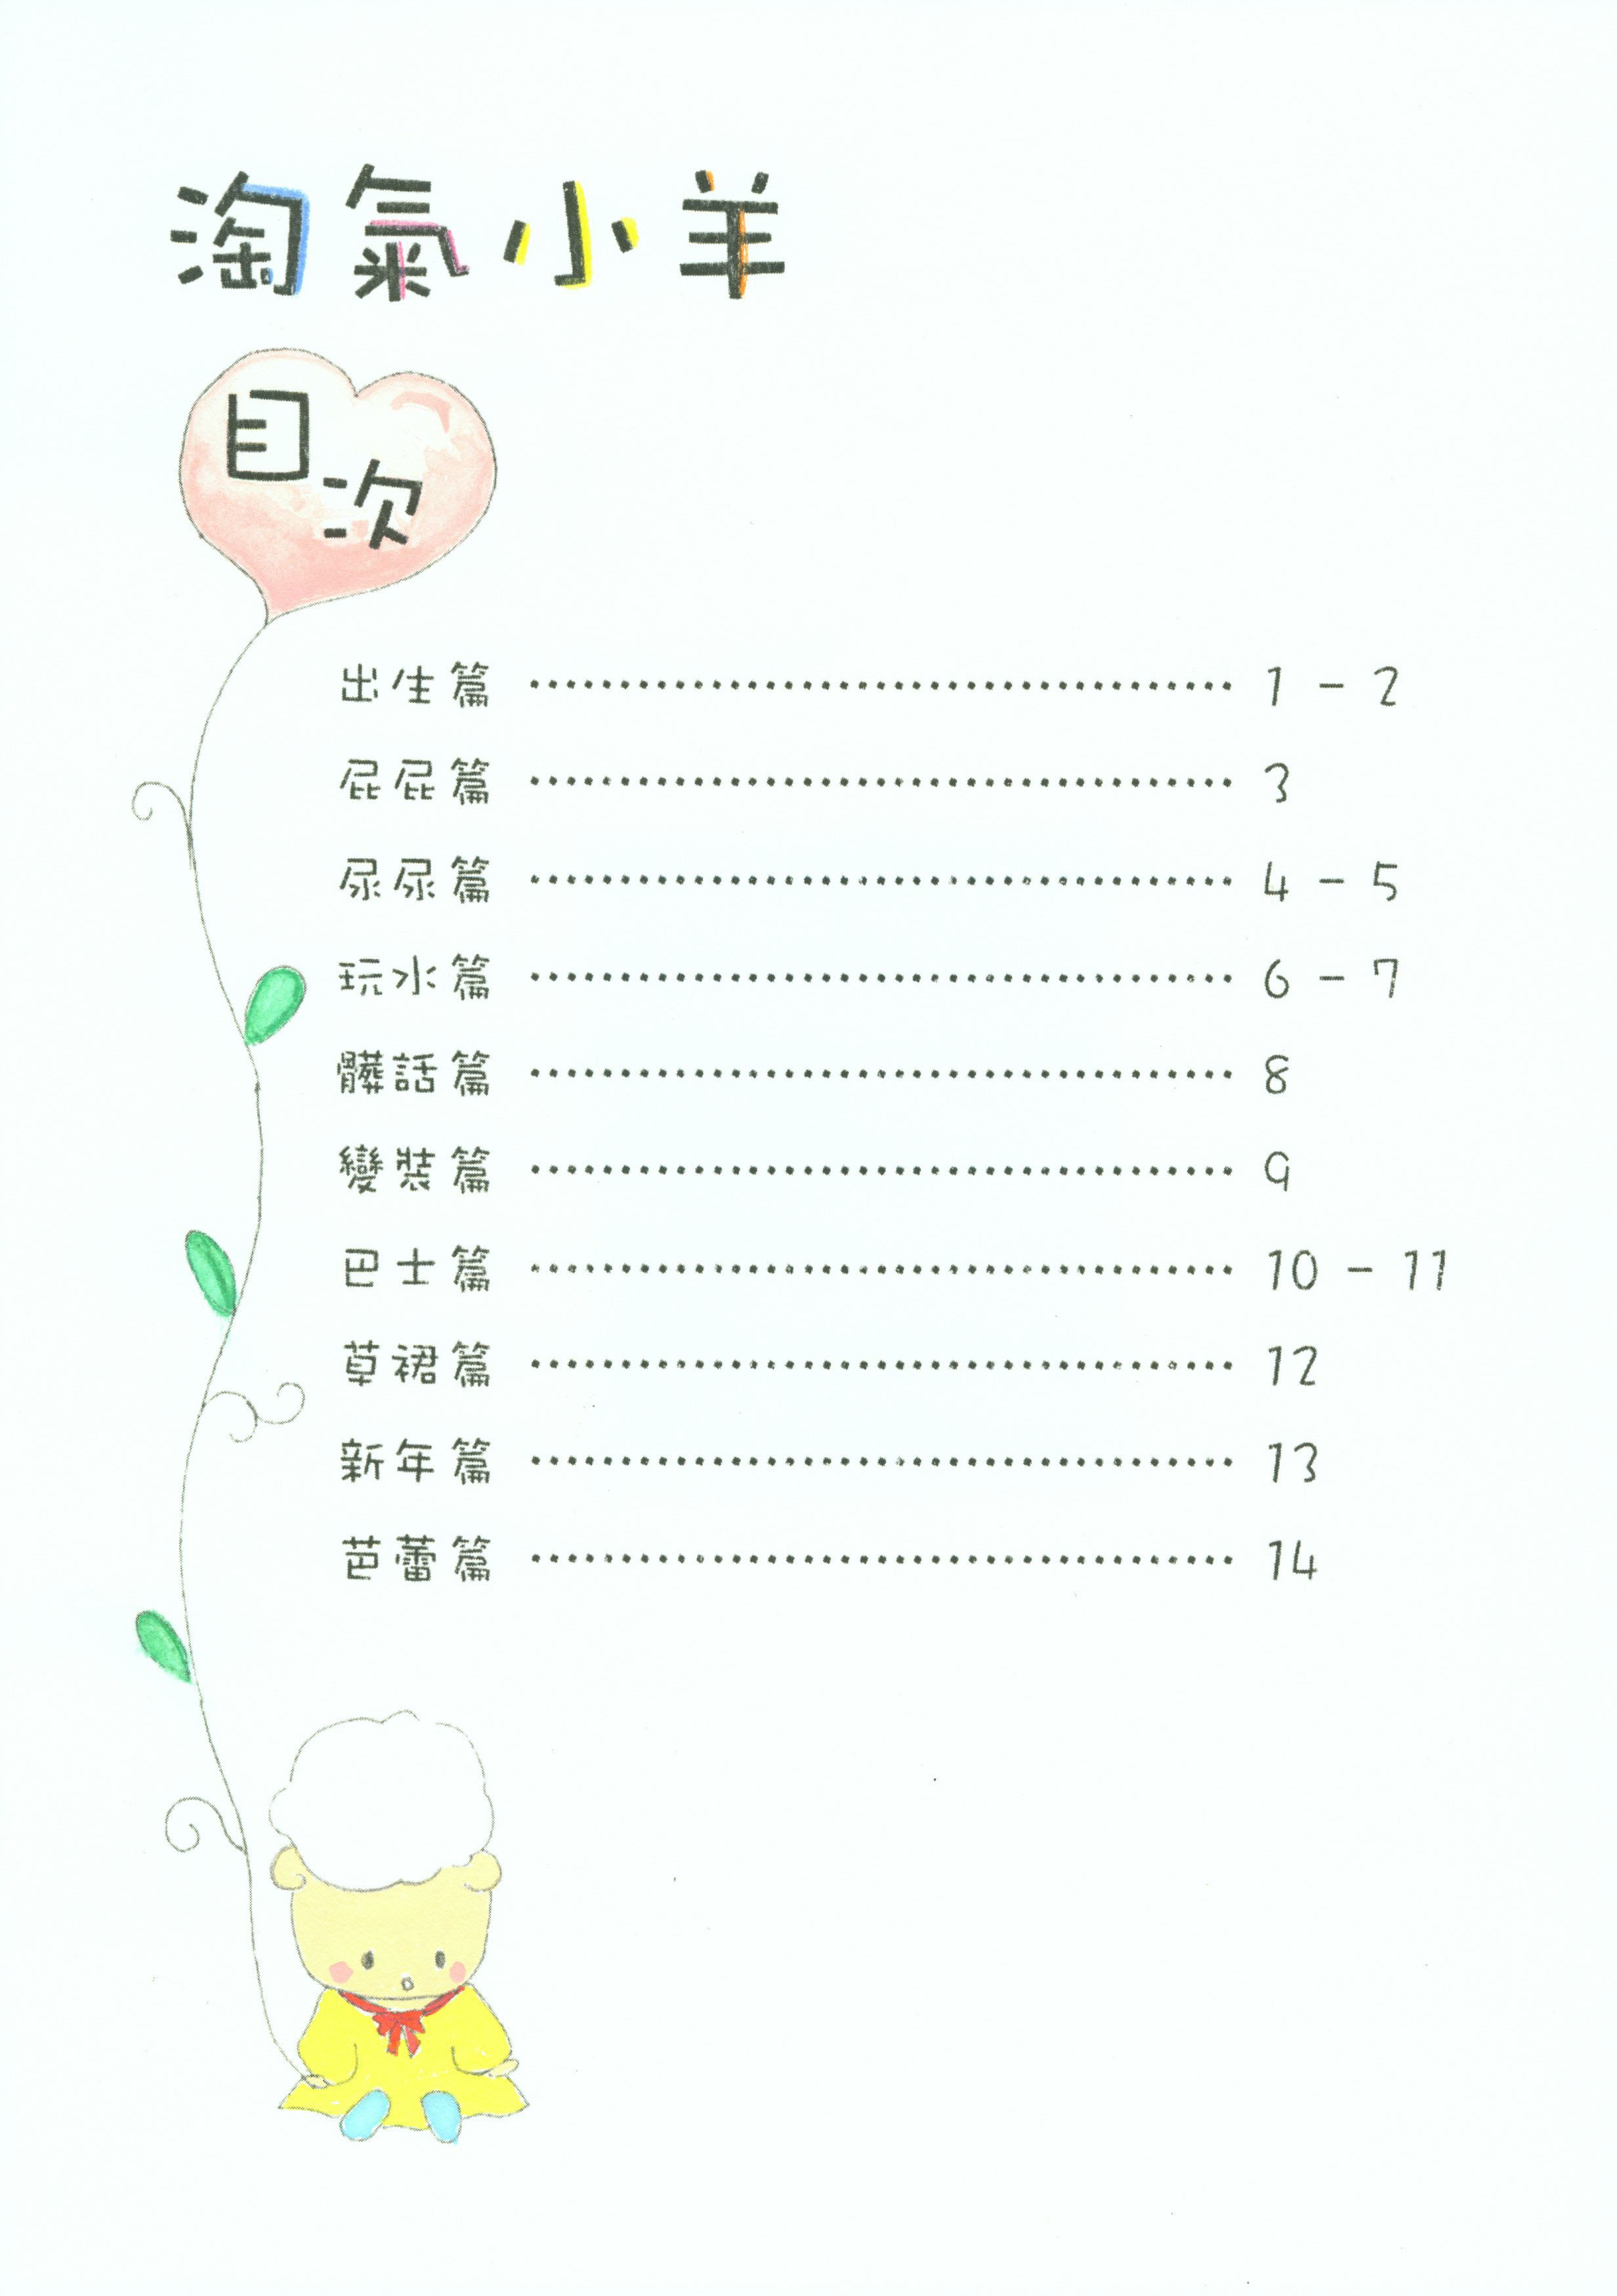 淘氣小羊
目次
出生篇 ……………………………………… 1 - 2
屁屁篇 ……………………………………… 3
尿尿篇 ……………………………………… 4 - 5
玩水篇 ……………………………………… 6 - 7
髒話篇 ……………………………………… 8
變裝篇 ……………………………………… 9
巴士篇 ……………………………………… 10 - 11
草裙篇 ……………………………………… 12
新年篇 ……………………………………… 13
芭蕾篇 ……………………………………… 14